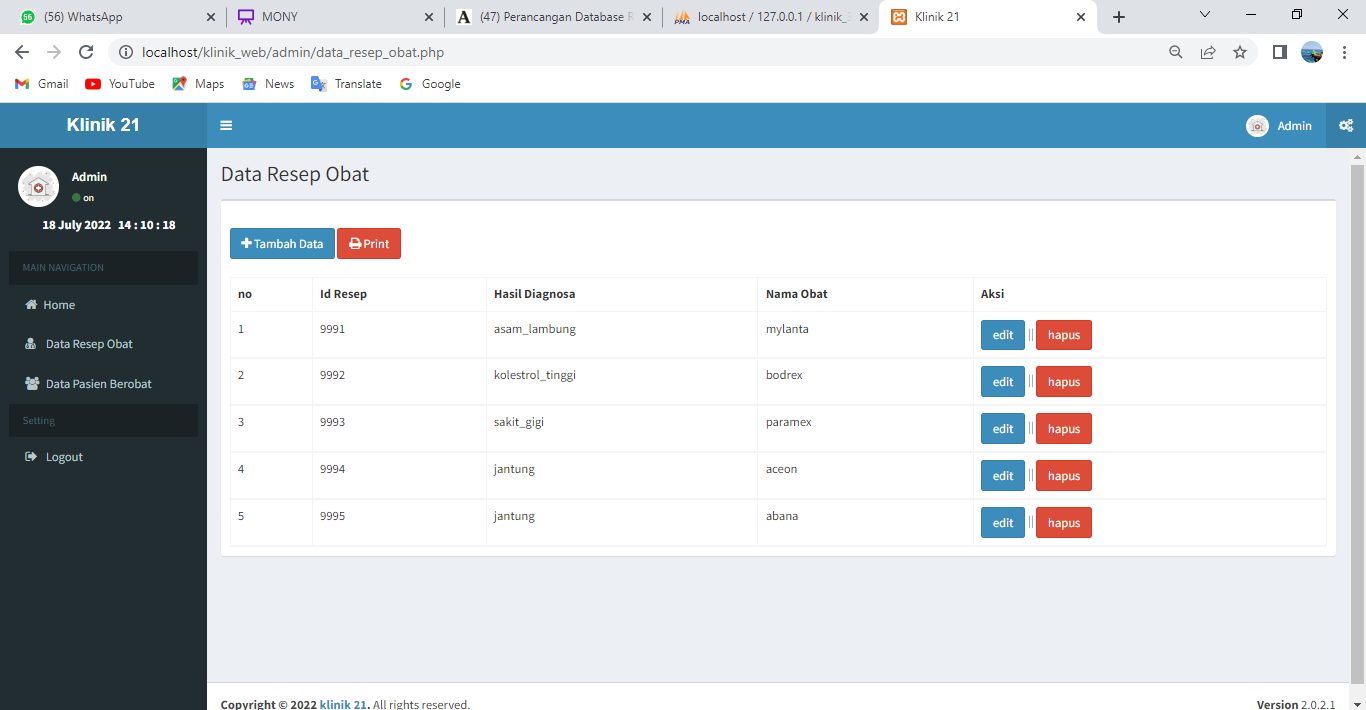 (56) WhatsApp
MONY
(47) Perancangan Database R
localhost / 127.0.0.1 / klinik_
Klinik 21
localhost/klinik_web/admin/data_resep_obat.php
Gmail YouTube Maps News Translate Google
Klinik 21
Admin
Admin
on
18 July 2022 14 : 10 : 18
MAIN NAVIGATION
Home
Data Resep Obat
Data Pasien Berobat
Setting
Logout
Data Resep Obat
Tambah Data Print
no Id Resep Hasil Diagnosa Nama Obat Aksi
1 9991 asam_lambung mylanta edit || hapus
2 9992 kolestrol_tinggi bodrex edit || hapus
3 9993 sakit_gigi paramex edit || hapus
4 9994 jantung aceon edit || hapus
5 9995 jantung abana edit || hapus
Copyright © 2022 klinik 21. All rights reserved. Version 2.0.2.1